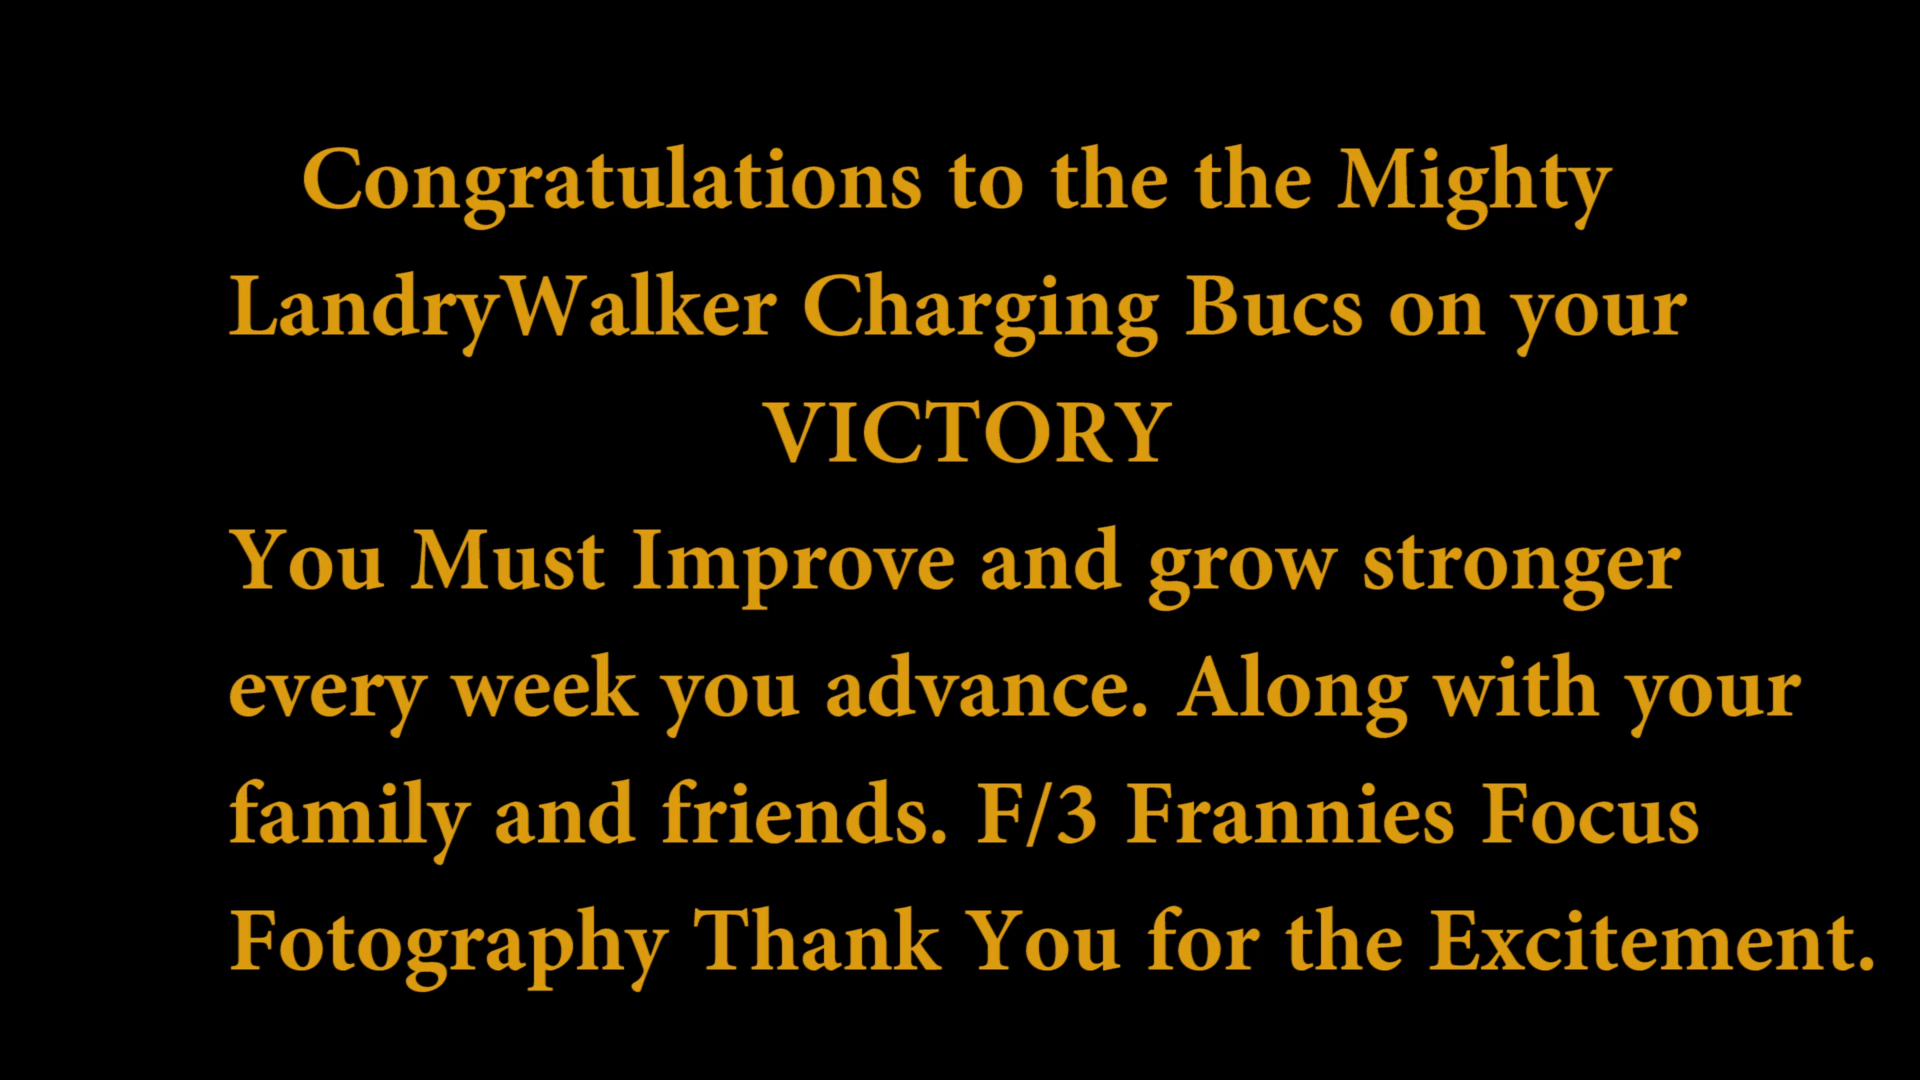 Congratulations to the the Mighty
LandryWalker Charging Bucs on your
VICTORY
You Must Improve and grow stronger
every week you advance. Along with your
family and friends. F/3 Frannies Focus
Fotography Thank You for the Excitement.